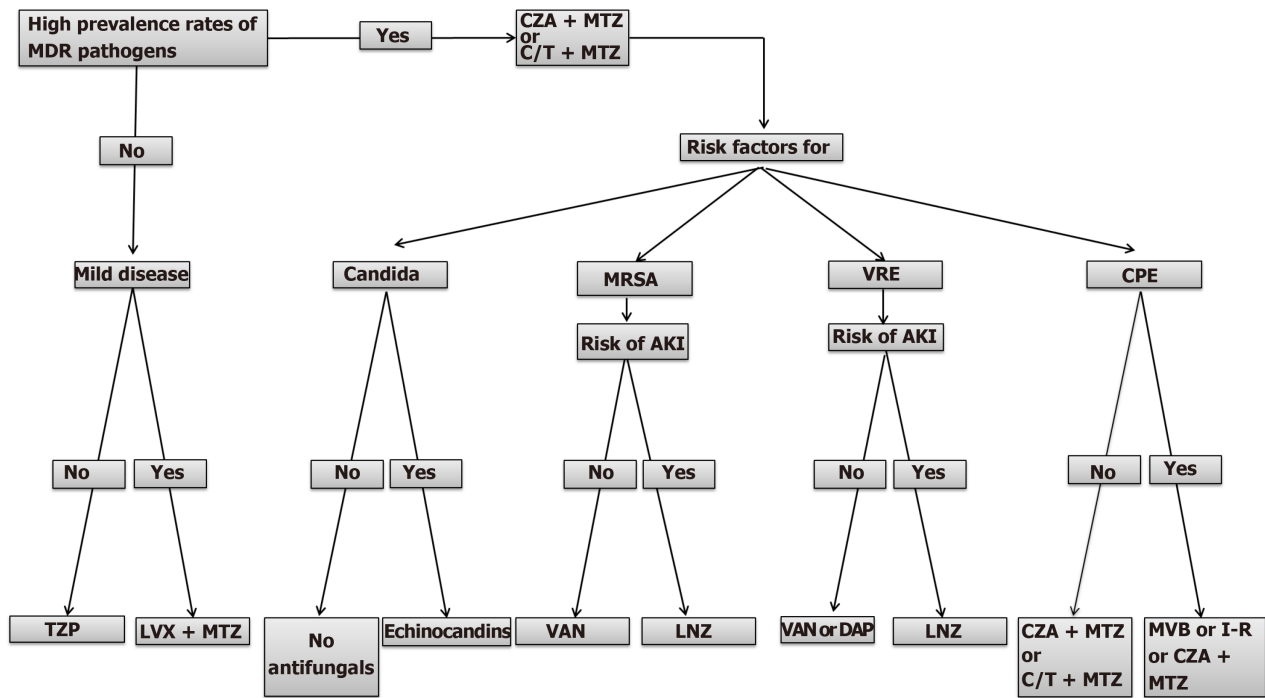 High prevalence rates of
MDR pathogens
Yes
CZA + MTZ
or
C/T + MTZ
No
Risk factors for
Mild disease
Candida
MRSA
VRE
CPE
Risk of AKI
Risk of AKI
No
Yes
No
Yes
No
Yes
No
Yes
No
Yes
TZP
LVX + MTZ
No
antifungals
Echinocandins
VAN
LNZ
VAN or DAP
LNZ
CZA + MTZ
or
C/T + MTZ
MVB or I-R
or CZA +
MTZ